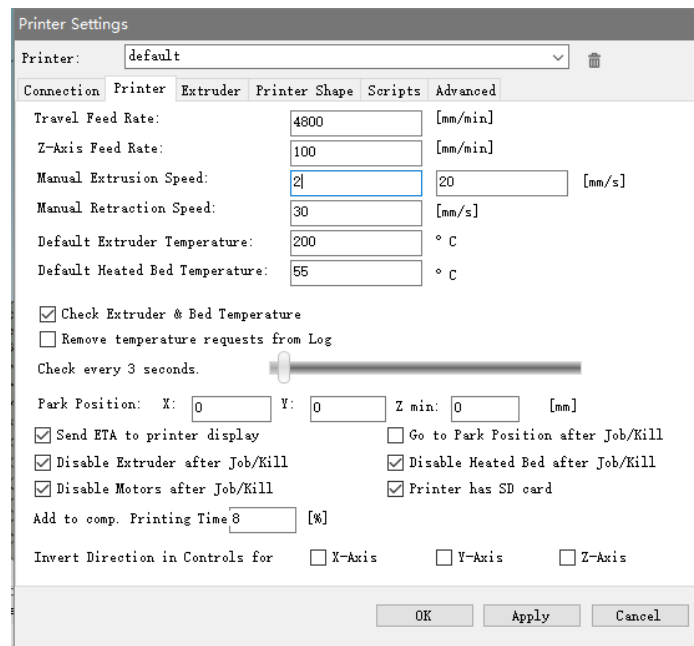 Printer Settings
Printer: default
Connection Printer Extruder Printer Shape Scripts Advanced
Travel Feed Rate: 4800 [mm/min]
Z-Axis Feed Rate: 100 [mm/min]
Manual Extrusion Speed: 2 20 [mm/s]
Manual Retraction Speed: 30 [mm/s]
Default Extruder Temperature: 200 ° C
Default Heated Bed Temperature: 55 ° C
Check Extruder & Bed Temperature
Remove temperature requests from Log
Check every 3 seconds.
Park Position: X: 0 Y: 0 Z min: 0 [mm]
Send ETA to printer display Go to Park Position after Job/Kill
Disable Extruder after Job/Kill Disable Heated Bed after Job/Kill
Disable Motors after Job/Kill Printer has SD card
Add to comp. Printing Time 8 [%]
Invert Direction in Controls for X-Axis Y-Axis Z-Axis
OK Apply Cancel